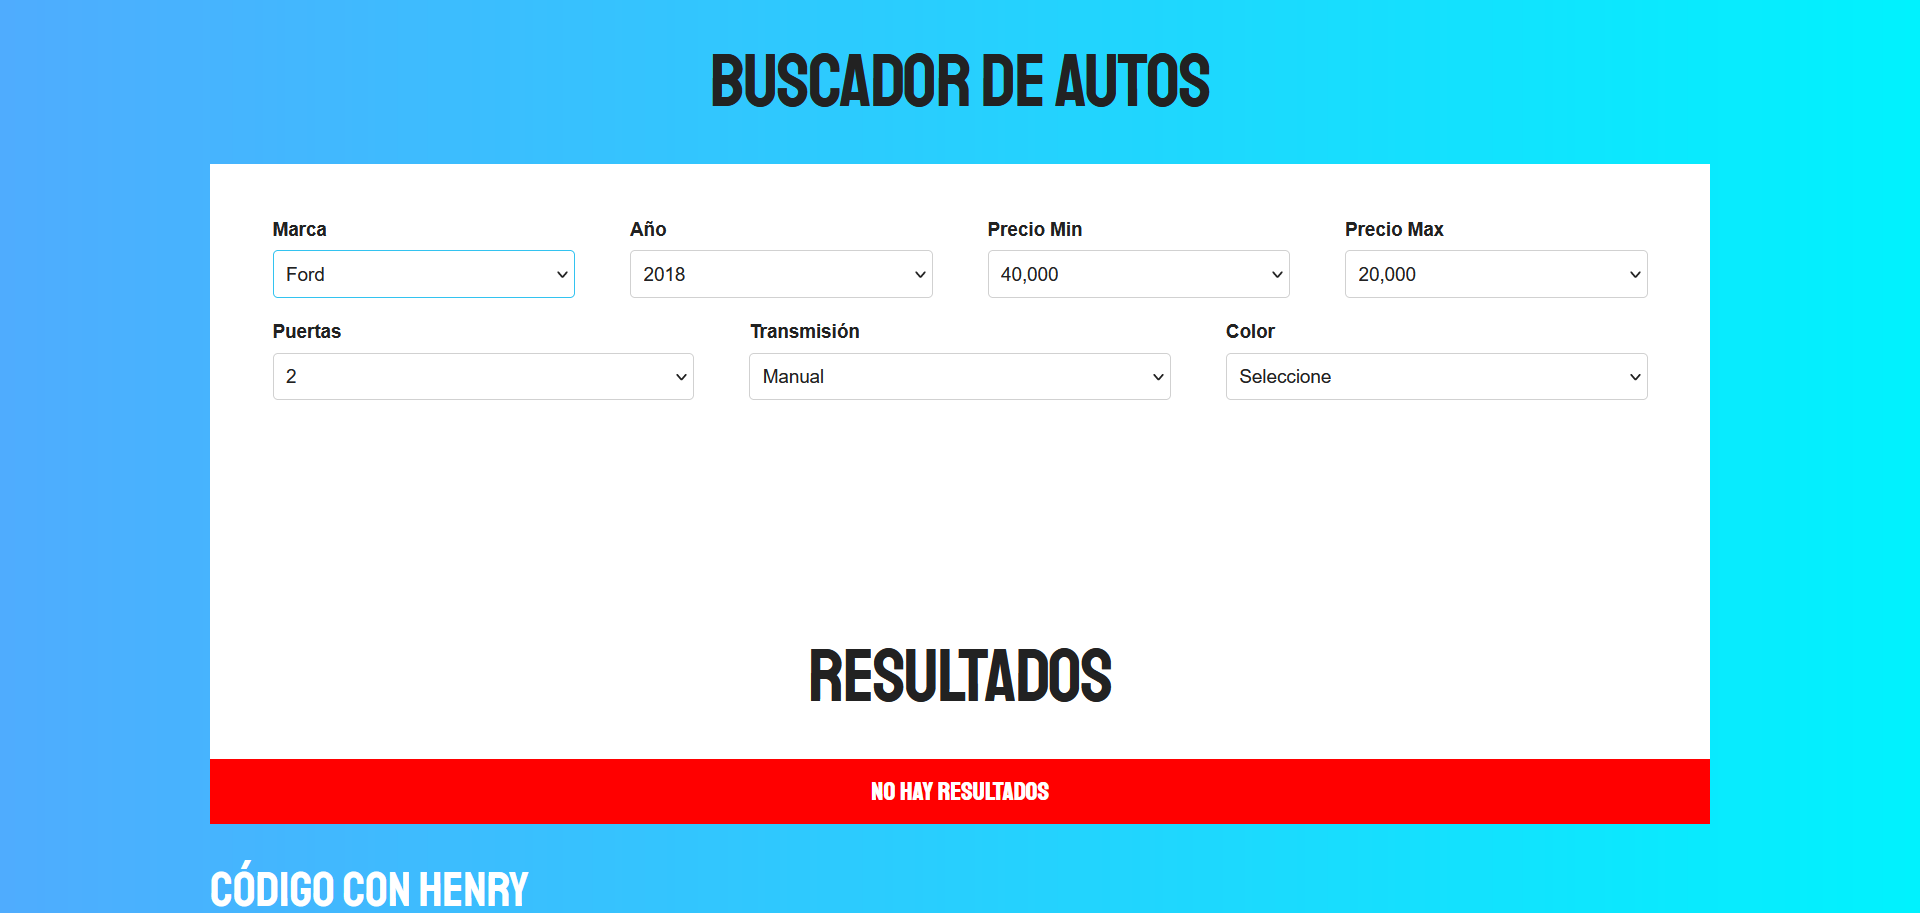 BUSCADOR DE AUTOS
Marca Año Precio Min Precio Max
Ford 2018 40,000 20,000
Puertas Transmisión Color
2 Manual Seleccione
RESULTADOS
NO HAY RESULTADOS
CÓDIGO CON HENRY